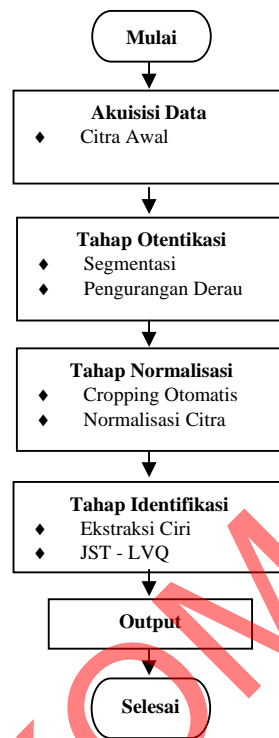 Mulai
Akuisisi Data
♦ Citra Awal
Tahap Otentikasi
♦ Segmentasi
♦ Pengurangan Derau
Tahap Normalisasi
♦ Cropping Otomatis
♦ Normalisasi Citra
Tahap Identifikasi
♦ Ekstraksi Ciri
♦ JST - LVQ
Output
Selesai